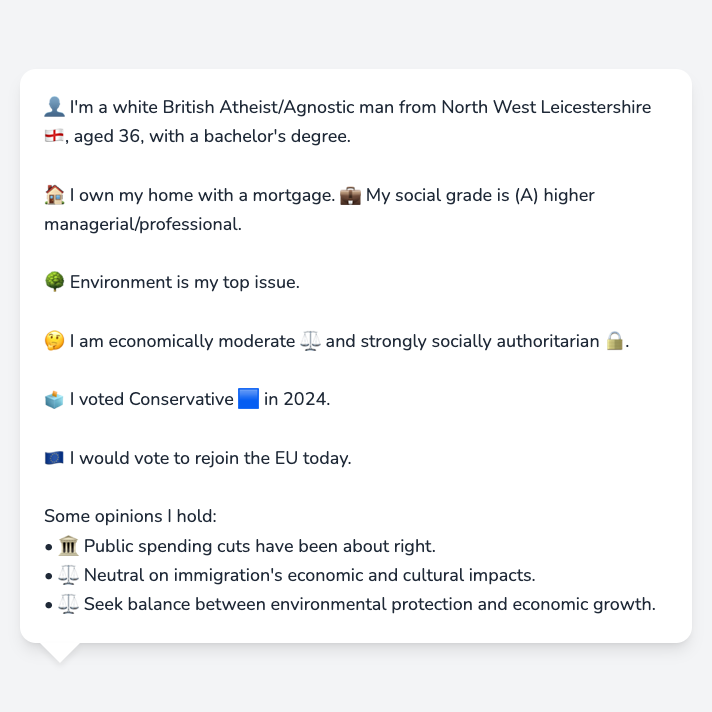 👤 I'm a white British Atheist/Agnostic man from North West Leicestershire
🏴󠁧󠁢󠁥󠁮󠁧󠁿, aged 36, with a bachelor's degree.
🏠 I own my home with a mortgage. 💼 My social grade is (A) higher
managerial/professional.
🌳 Environment is my top issue.
🤔 I am economically moderate ⚖️ and strongly socially authoritarian 🔒.
🗳️ I voted Conservative 🟦 in 2024.
🇪🇺 I would vote to rejoin the EU today.
Some opinions I hold:
• 🏛️ Public spending cuts have been about right.
• ⚖️ Neutral on immigration's economic and cultural impacts.
• ⚖️ Seek balance between environmental protection and economic growth.